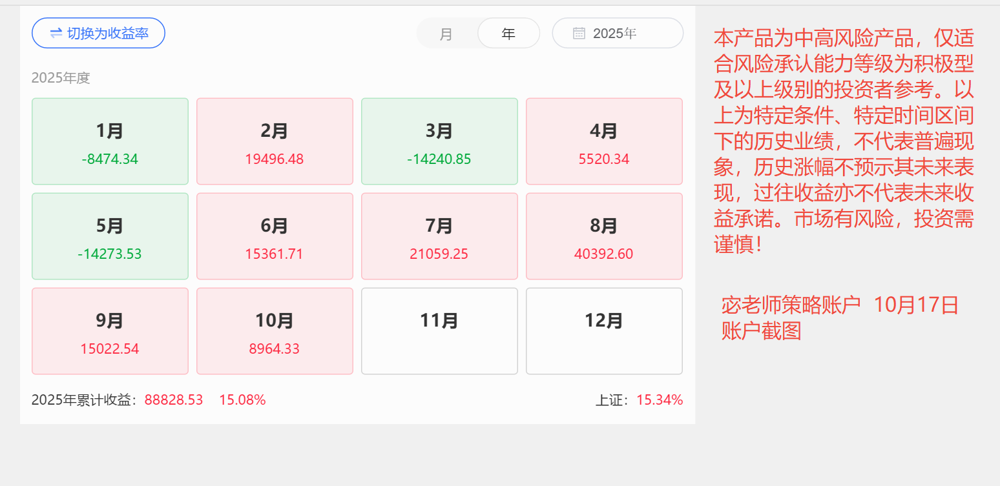 切换为收益率
月
年
2025年
2025年度
1月
-8474.34
2月
19496.48
3月
-14240.85
4月
5520.34
5月
-14273.53
6月
15361.71
7月
21059.25
8月
40392.60
9月
15022.54
10月
8964.33
11月
12月
2025年累计收益：88828.53 15.08%
上证：15.34%
本产品为中高风险产品，仅适
合风险承认能力等级为积极型
及以上级别的投资者参考。以
上为特定条件、特定时间区间
下的历史业绩，不代表普遍现
象，历史涨幅不预示其未来表
现，过往收益亦不代表未来收
益承诺。市场有风险，投资需
谨慎！
宓老师策略账户 10月17日
账户截图